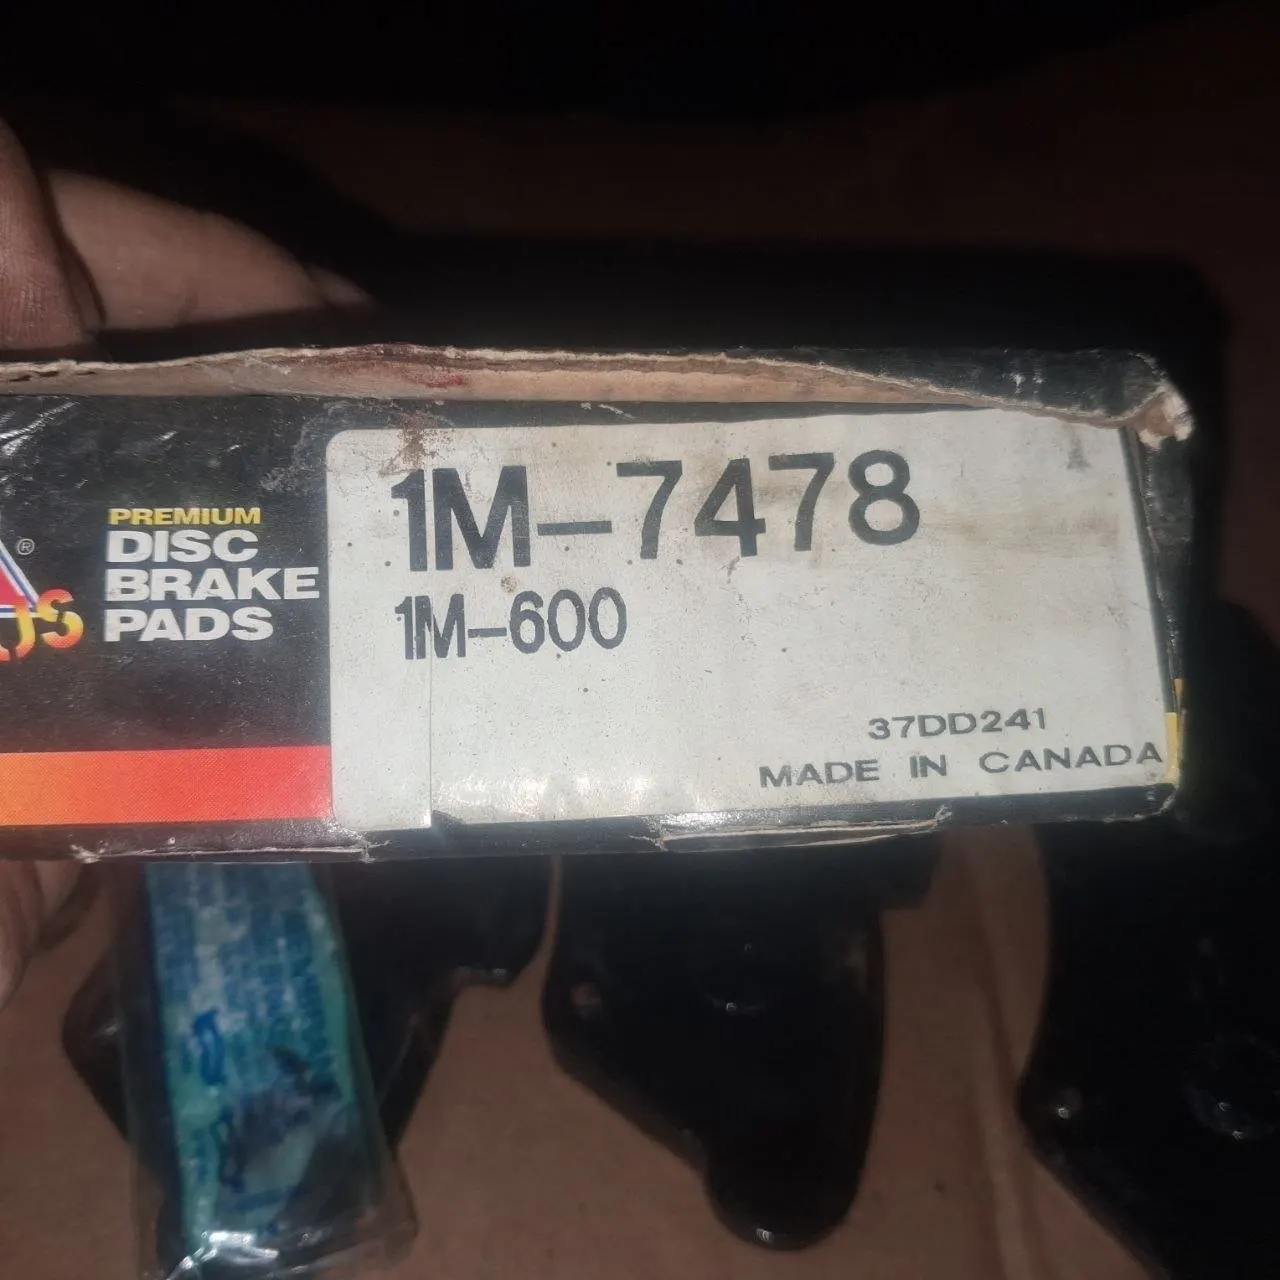 PREMIUM
DISC
BRAKE
PADS
®
1M-7478
1M-600
37DD241
MADE IN CANADA